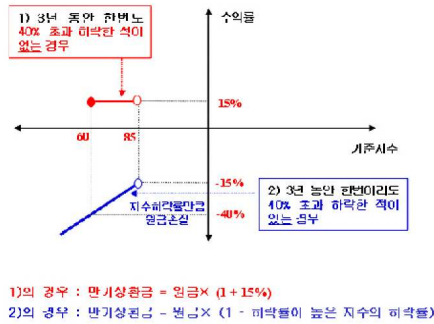 1) 3년 동안 한번도
40% 초과 하락한 적이
없는 경우
수익률
15%
60
85
기준지수
-15%
2) 3년 동안 한번이라도
40% 초과 하락한 적이
있는 경우
지수하락률만큼
원금손실
-40%
1)의 경우 : 만기상환금 = 원금× (1+15%)
2)의 경우 : 만기상환금 = 원금× (1 - 하락률이 높은 지수의 하락률)